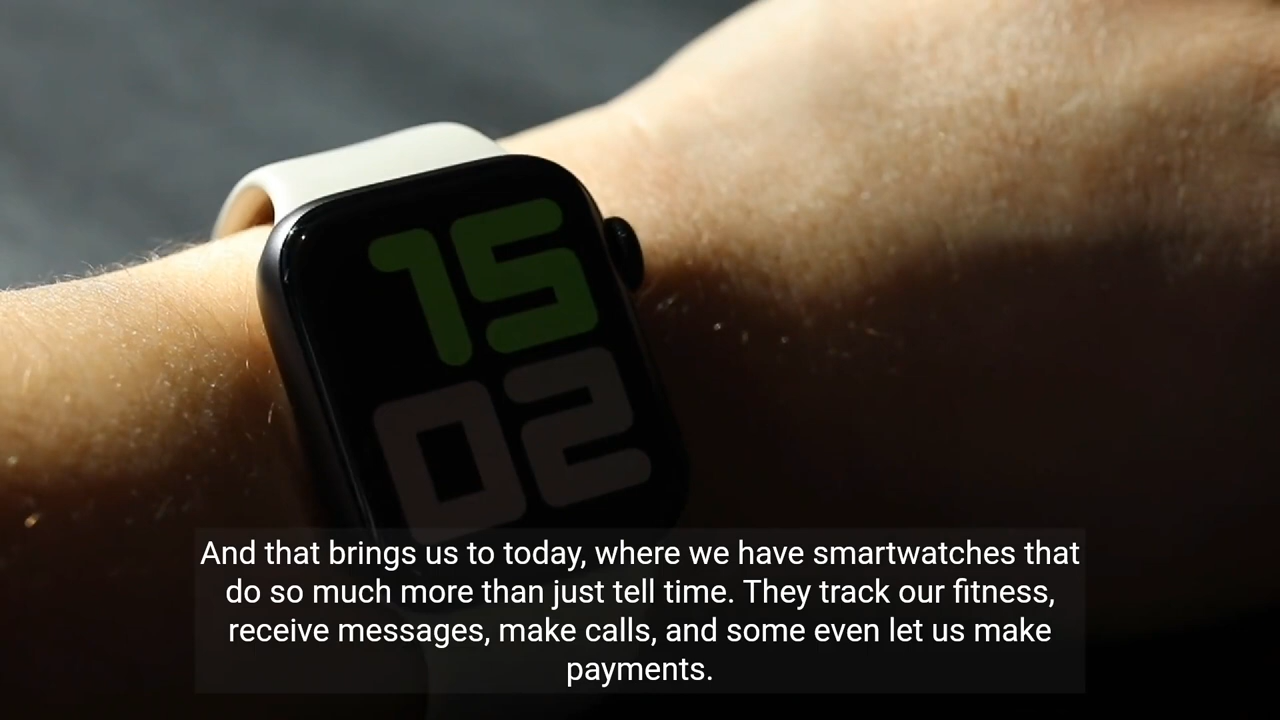 15
02
And that brings us to today, where we have smartwatches that
do so much more than just tell time. They track our fitness,
receive messages, make calls, and some even let us make
payments.